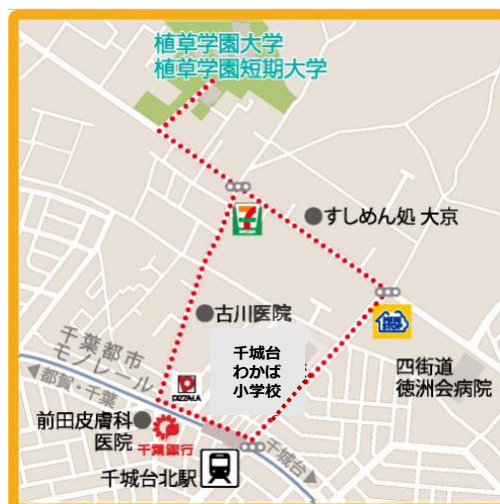 植草学園大学
植草学園短期大学
すしめん処 大京
古川医院
千城台
わかば
小学校
四街道
徳洲会病院
千葉都市
モノレール
都賀・千葉
PIZZA-LA
前田皮膚科
医院
千葉銀行
千城台
千城台北駅